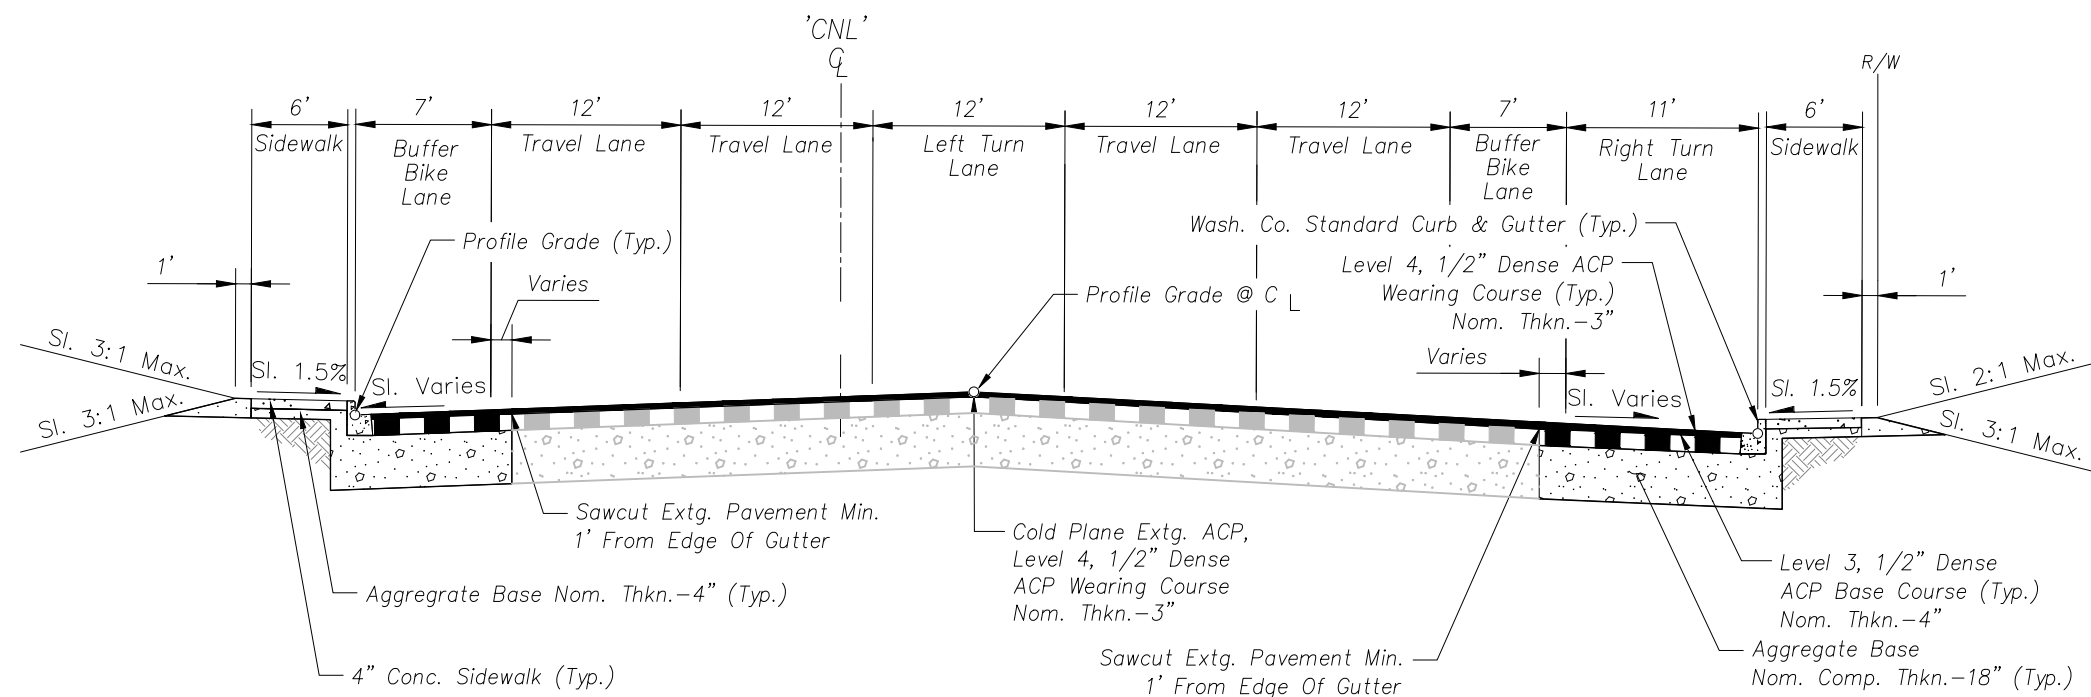 'CNL'
CL
R/W
6'
7'
12'
12'
12'
12'
12'
7'
11'
6'
Sidewalk
Buffer
Bike
Lane
Travel Lane
Travel Lane
Left Turn
Lane
Travel Lane
Travel Lane
Buffer
Bike
Lane
Right Turn
Lane
Sidewalk
Wash. Co. Standard Curb & Gutter (Typ.)
Profile Grade (Typ.)
Level 4, 1/2" Dense ACP
Wearing Course (Typ.)
Nom. Thkn.-3"
1'
Varies
Profile Grade @ CL
1'
Sl. 3:1 Max.
Sl. 1.5%
Sl. Varies
Varies
Sl. Varies
Sl. 1.5%
Sl. 2:1 Max.
Sl. 3:1 Max.
Sl. 3:1 Max.
Sawcut Extg. Pavement Min.
1' From Edge Of Gutter
Cold Plane Extg. ACP,
Level 4, 1/2" Dense
ACP Wearing Course
Nom. Thkn.-3"
Level 3, 1/2" Dense
ACP Base Course (Typ.)
Nom. Thkn.-4"
Aggregrate Base Nom. Thkn.-4" (Typ.)
Aggregate Base
Nom. Comp. Thkn.-18" (Typ.)
4" Conc. Sidewalk (Typ.)
Sawcut Extg. Pavement Min.
1' From Edge Of Gutter